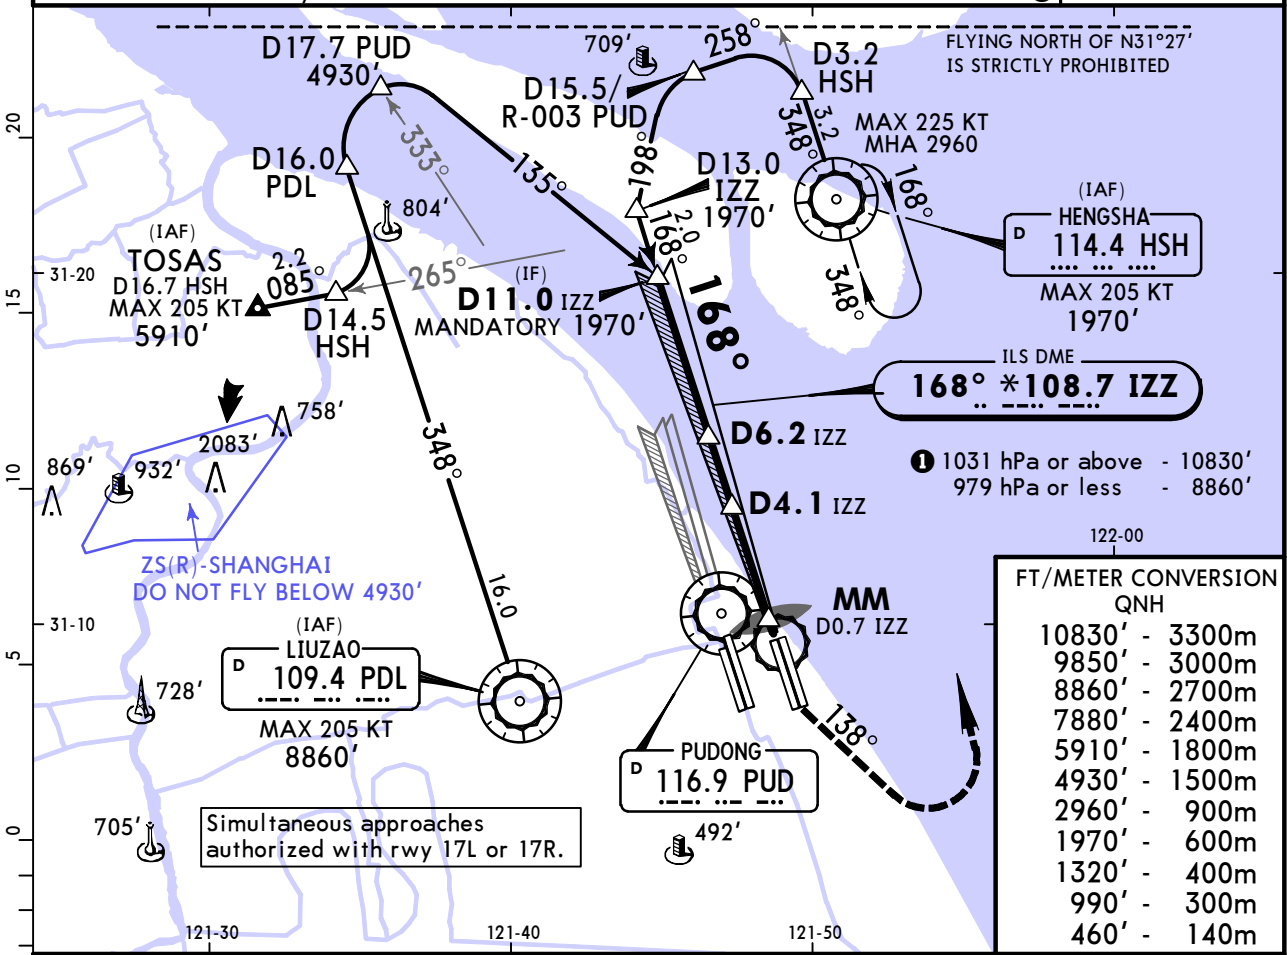 D17.7 PUD
4930′
709′
258°
D3.2
HSH
FLYING NORTH OF N31°27′
IS STRICTLY PROHIBITED
D15.5/
R-003 PUD
3.2
348°
MAX 225 KT
MHA 2960
20
333°
D16.0
PDL
135°
198°
D13.0
IZZ
1970′
168°
(IAF)
HENGSHA
D 114.4 HSH
MAX 205 KT
1970′
804′
(IAF)
TOSAS
D16.7 HSH
MAX 205 KT
5910′
2.2
085°
31-20
265°
2.0
168°
348°
(IF)
D11.0 IZZ
MANDATORY 1970′
15
D14.5
HSH
168°
ILS DME
168° *108.7 IZZ
758′
2083′
D6.2 IZZ
348°
869′
932′
1 1031 hPa or above - 10830′
979 hPa or less - 8860′
10
D4.1 IZZ
122-00
ZS(R)-SHANGHAI
DO NOT FLY BELOW 4930′
16.0
MM
D0.7 IZZ
31-10
(IAF)
LIUZAO
D 109.4 PDL
MAX 205 KT
8860′
5
728′
138°
PUDONG
D 116.9 PUD
FT/METER CONVERSION
QNH
10830′ - 3300m
9850′ - 3000m
8860′ - 2700m
7880′ - 2400m
5910′ - 1800m
4930′ - 1500m
2960′ - 900m
1970′ - 600m
1320′ - 400m
990′ - 300m
460′ - 140m
0
705′
Simultaneous approaches
authorized with rwy 17L or 17R.
492′
121-30
121-40
121-50